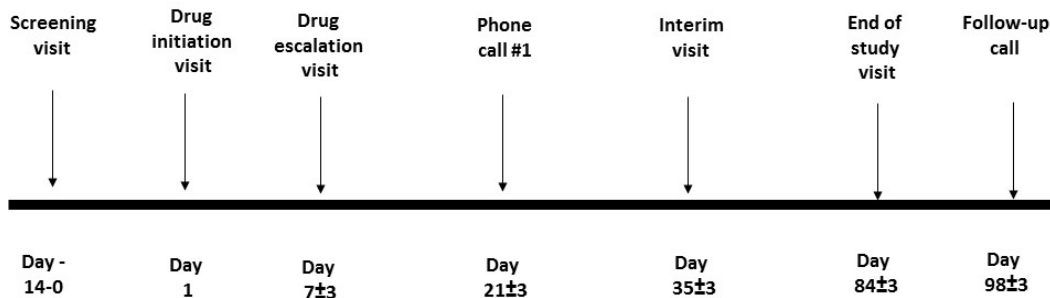 Screening
visit
Drug
initiation
visit
Drug
escalation
visit
Phone
call #1
Interim
visit
End of
study
visit
Follow-up
call
Day -
14-0
Day
1
Day
7±3
Day
21±3
Day
35±3
Day
84±3
Day
98±3